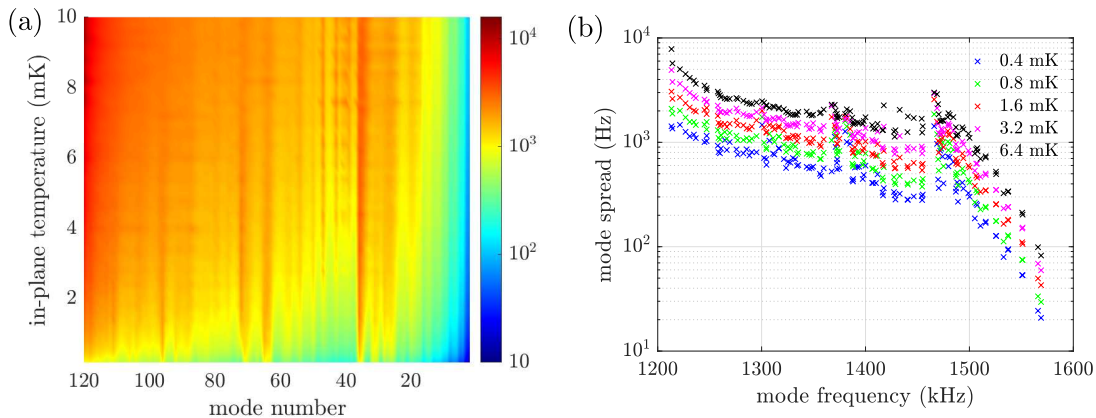 (a)
in-plane temperature (mK)
10
8
6
4
2
120
100
80
60
40
20
mode number
10^4
10^3
10^2
10
(b)
mode spread (Hz)
10^4
10^3
10^2
10^1
1200
1300
1400
1500
1600
mode frequency (kHz)
0.4 mK
0.8 mK
1.6 mK
3.2 mK
6.4 mK